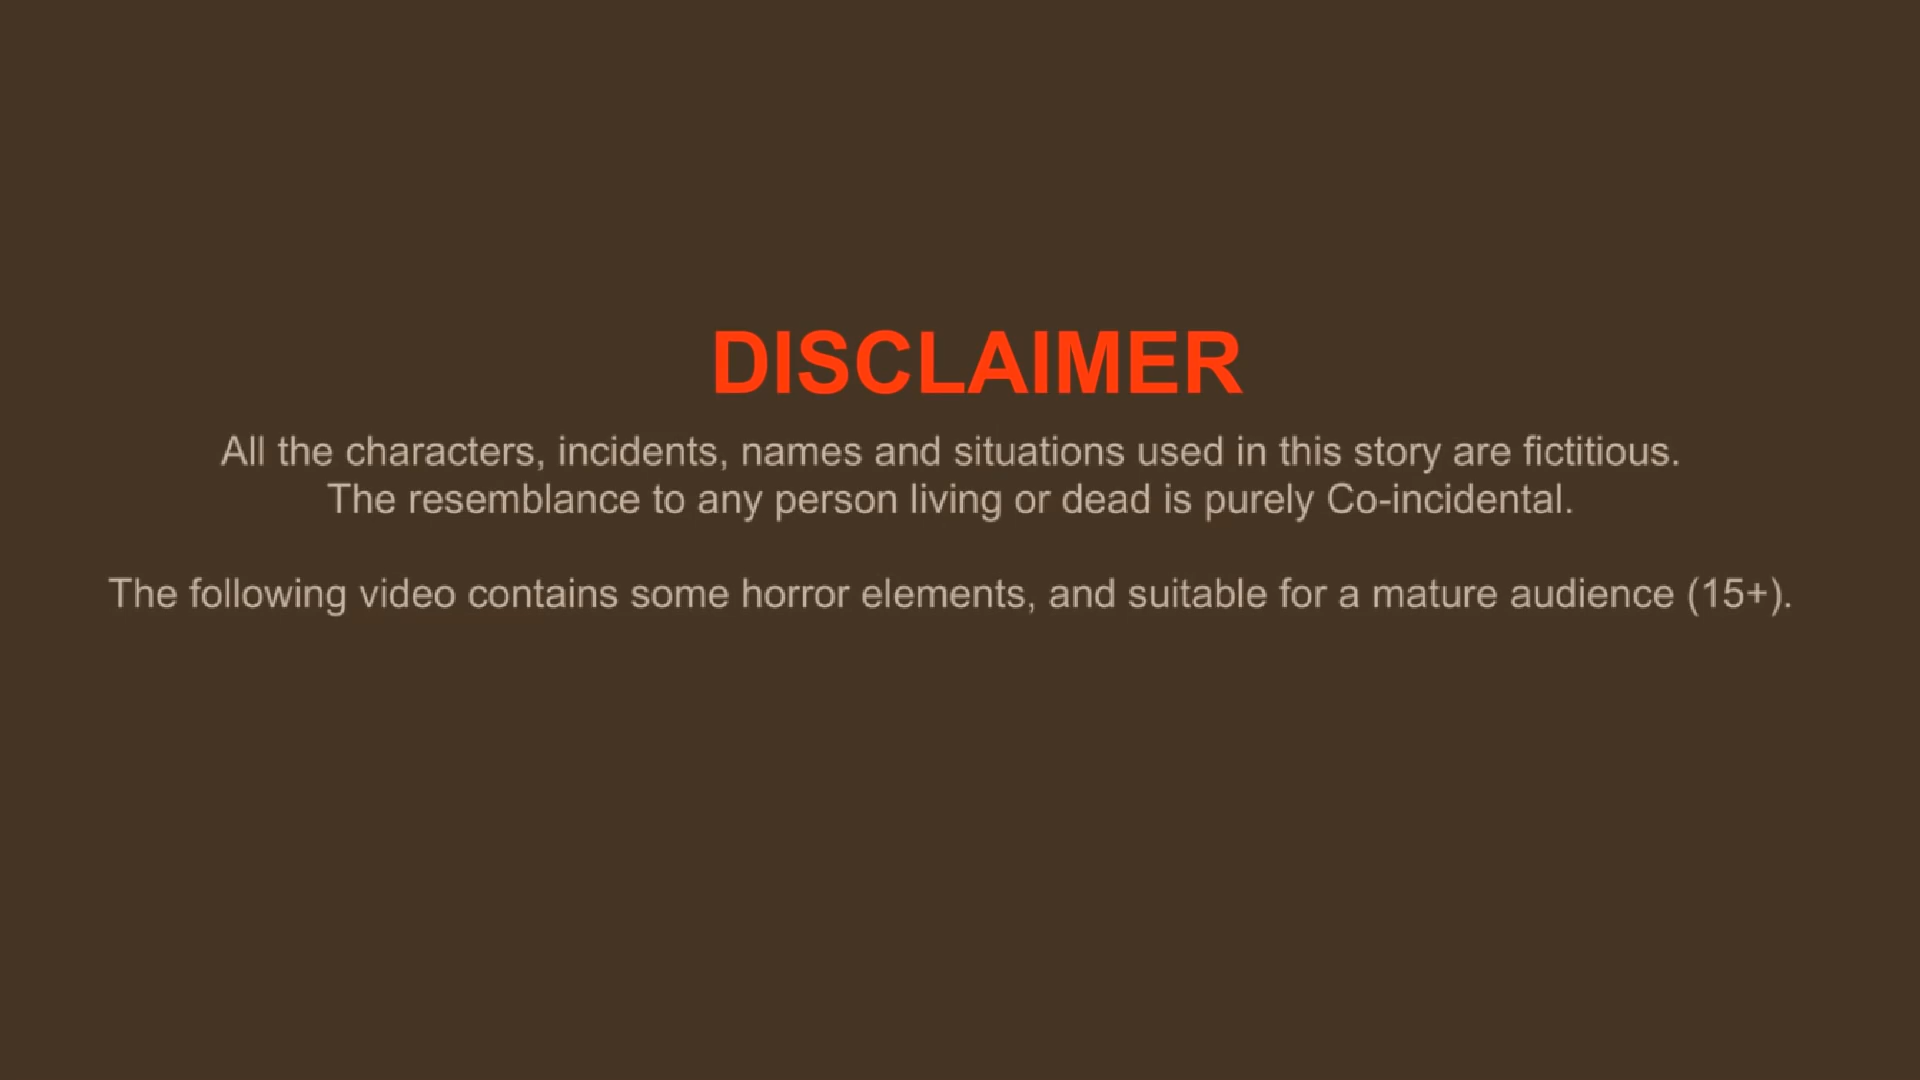 DISCLAIMER
All the characters, incidents, names and situations used in this story are fictitious.
The resemblance to any person living or dead is purely Co-incidental.
The following video contains some horror elements, and suitable for a mature audience (15+).